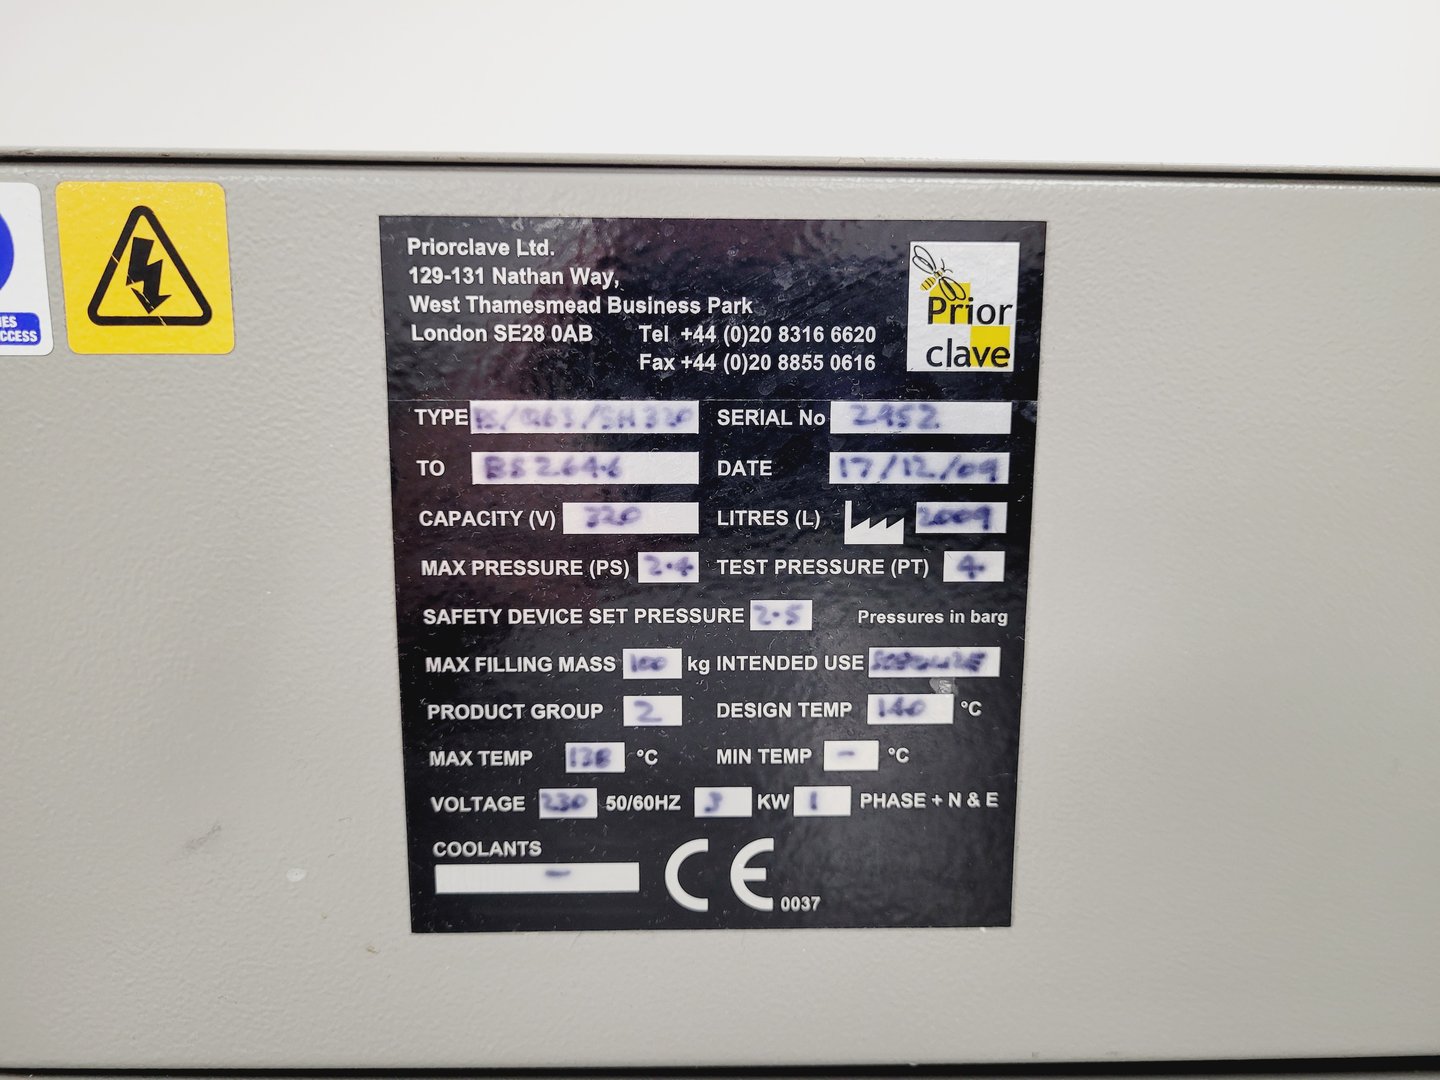 IES
CCESS
Priorclave Ltd.
129-131 Nathan Way,
West Thamesmead Business Park
London SE28 0AB Tel +44 (0)20 8316 6620
Fax +44 (0)20 8855 0616
Prior
clave
TYPE SERIAL No 2952
TO BS2646 DATE 17/12/09
CAPACITY (V) 320 LITRES (L) 2009
MAX PRESSURE (PS) 2.4 TEST PRESSURE (PT) 4.
SAFETY DEVICE SET PRESSURE 2.5 Pressures in barg
MAX FILLING MASS 100 kg INTENDED USE
PRODUCT GROUP 2 DESIGN TEMP 140 °C
MAX TEMP 138 °C MIN TEMP - °C
VOLTAGE 230 50/60HZ 3 KW 1 PHASE + N & E
COOLANTS
-
CE 0037